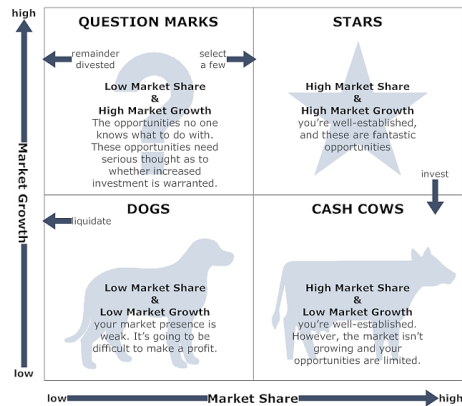 high
QUESTION MARKS
STARS
remainder
divested
select
a few
Low Market Share
&
High Market Growth
The opportunities no one
knows what to do with.
These opportunities need
serious thought as to
whether increased
investment is warranted.
High Market Share
&
High Market Growth
you're well-established,
and these are fantastic
opportunities
Market Growth
invest
DOGS
CASH COWS
liquidate
Low Market Share
&
Low Market Growth
your market presence is
weak. It's going to be
difficult to make a profit.
High Market Share
&
Low Market Growth
you're well-established.
However, the market isn't
growing and your
opportunities are limited.
low
low
Market Share
high